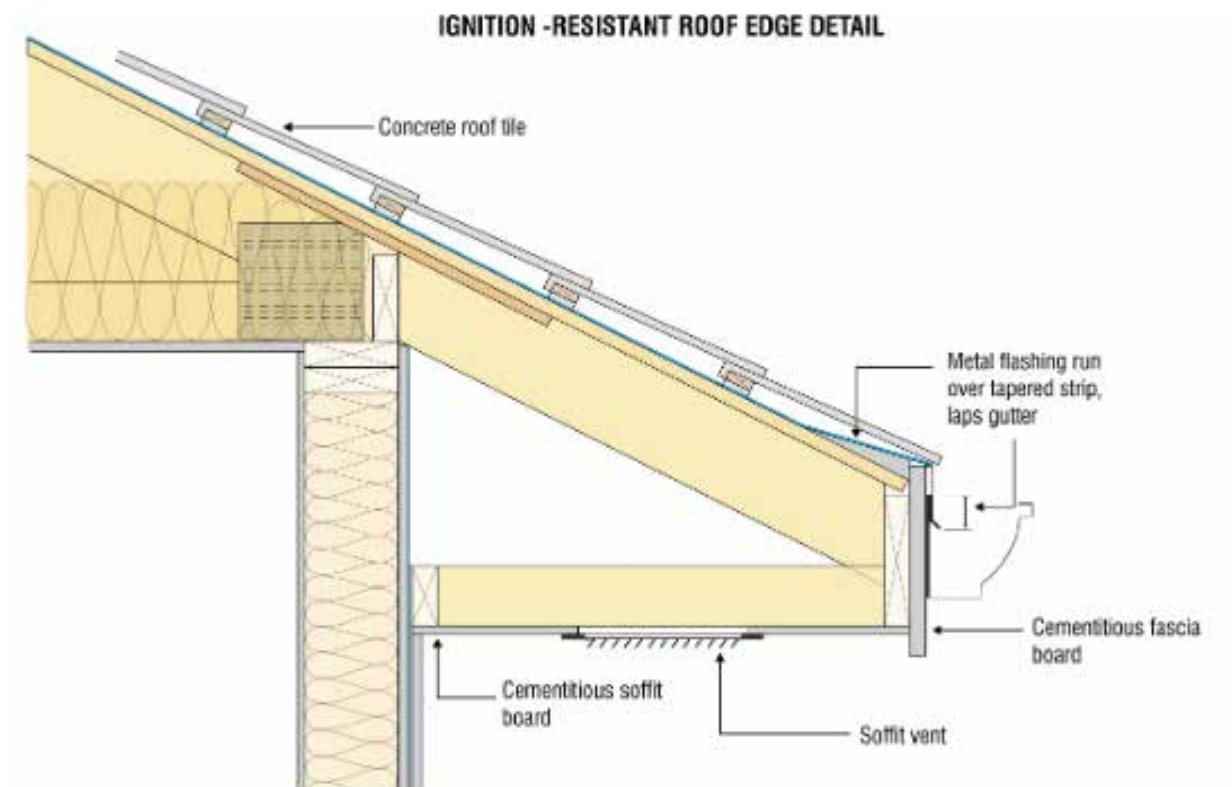 IGNITION -RESISTANT ROOF EDGE DETAIL
Concrete roof tile
Metal flashing run
over tapered strip,
laps gutter
Cementitious fascia
board
Cementitious soffit
board
Soffit vent